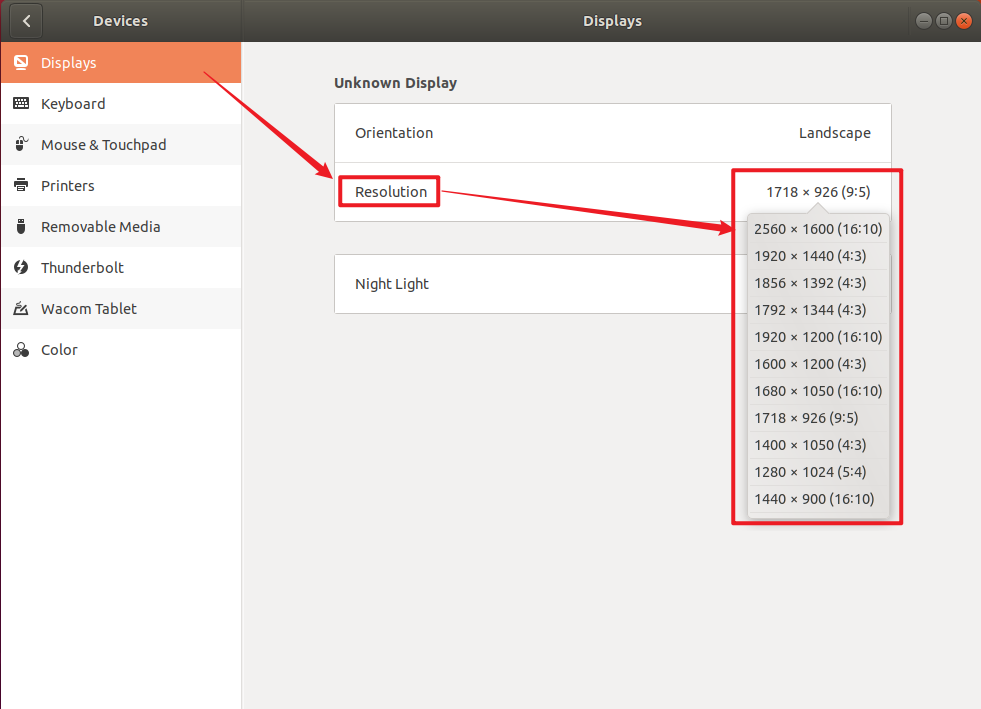 Devices
Displays
Displays
Keyboard
Mouse & Touchpad
Printers
Removable Media
Thunderbolt
Wacom Tablet
Color
Unknown Display
Orientation Landscape
Resolution 1718 × 926 (9:5)
Night Light
2560 × 1600 (16:10)
1920 × 1440 (4:3)
1856 × 1392 (4:3)
1792 × 1344 (4:3)
1920 × 1200 (16:10)
1600 × 1200 (4:3)
1680 × 1050 (16:10)
1718 × 926 (9:5)
1400 × 1050 (4:3)
1280 × 1024 (5:4)
1440 × 900 (16:10)